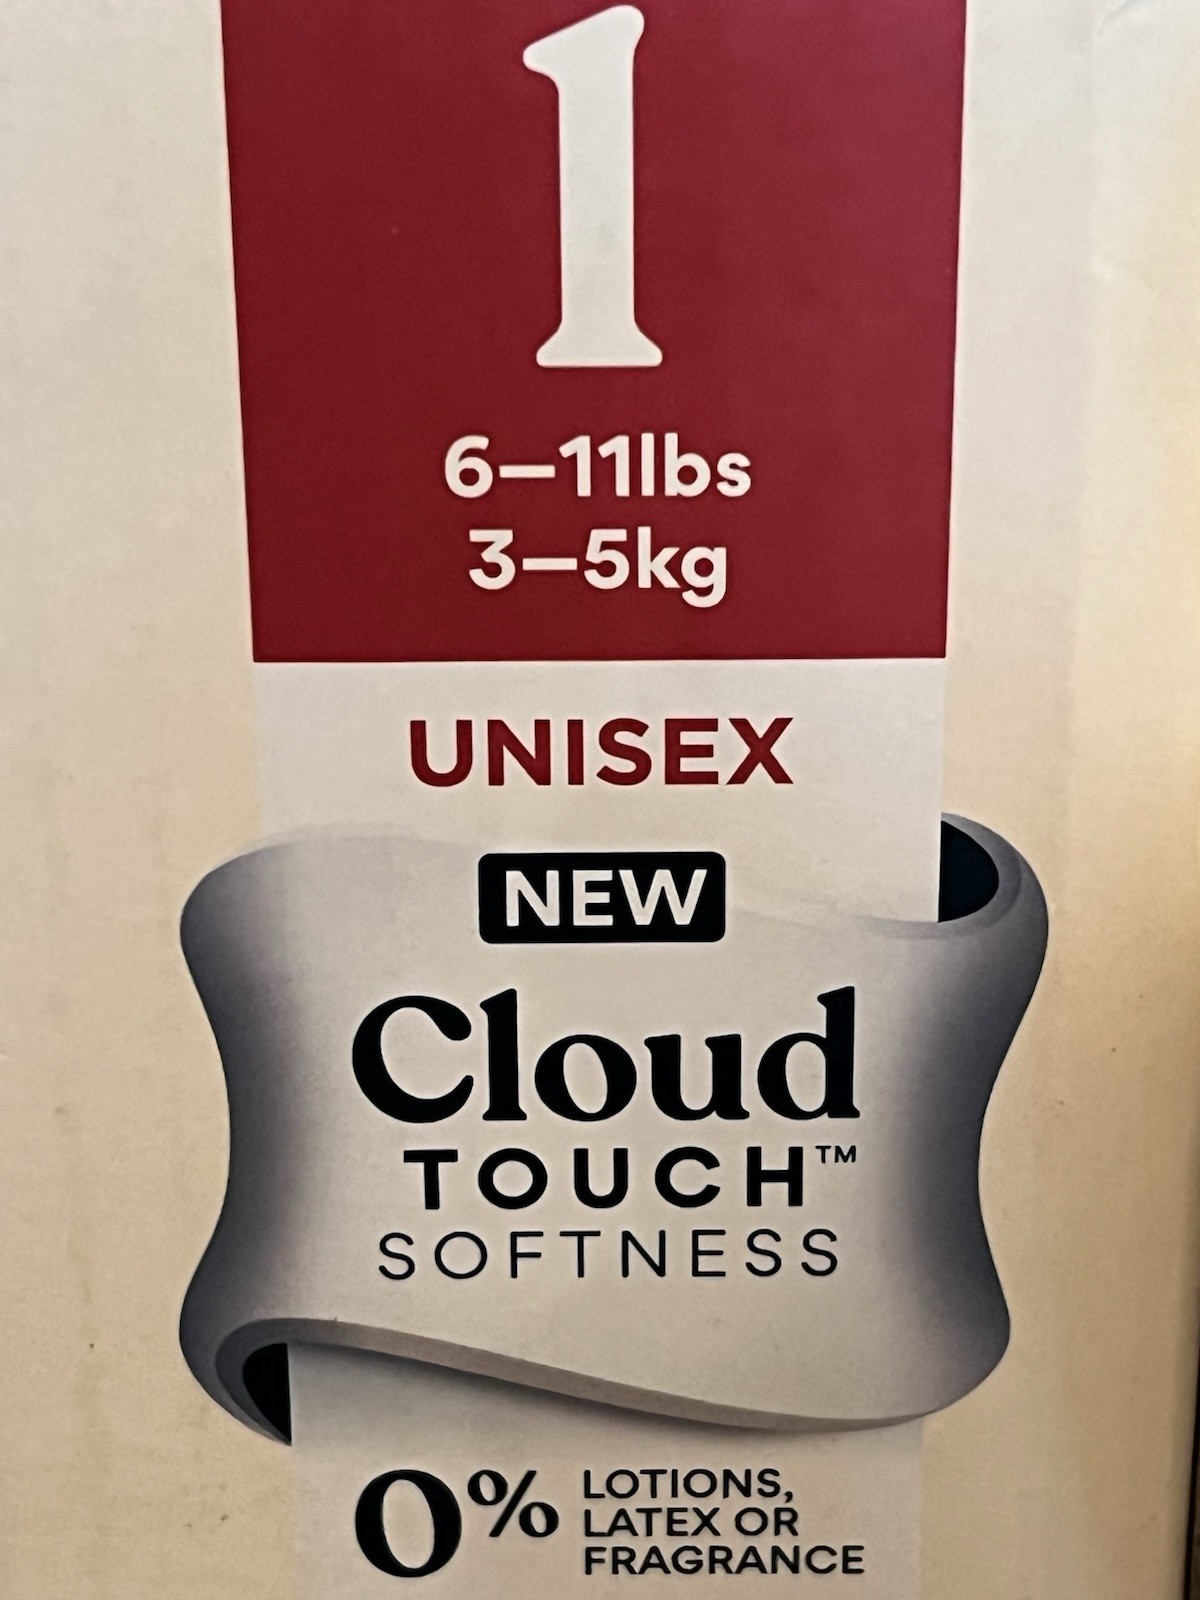 1
6–11lbs
3–5kg
UNISEX
NEW
Cloud
TOUCH™
SOFTNESS
0% LOTIONS,
LATEX OR
FRAGRANCE